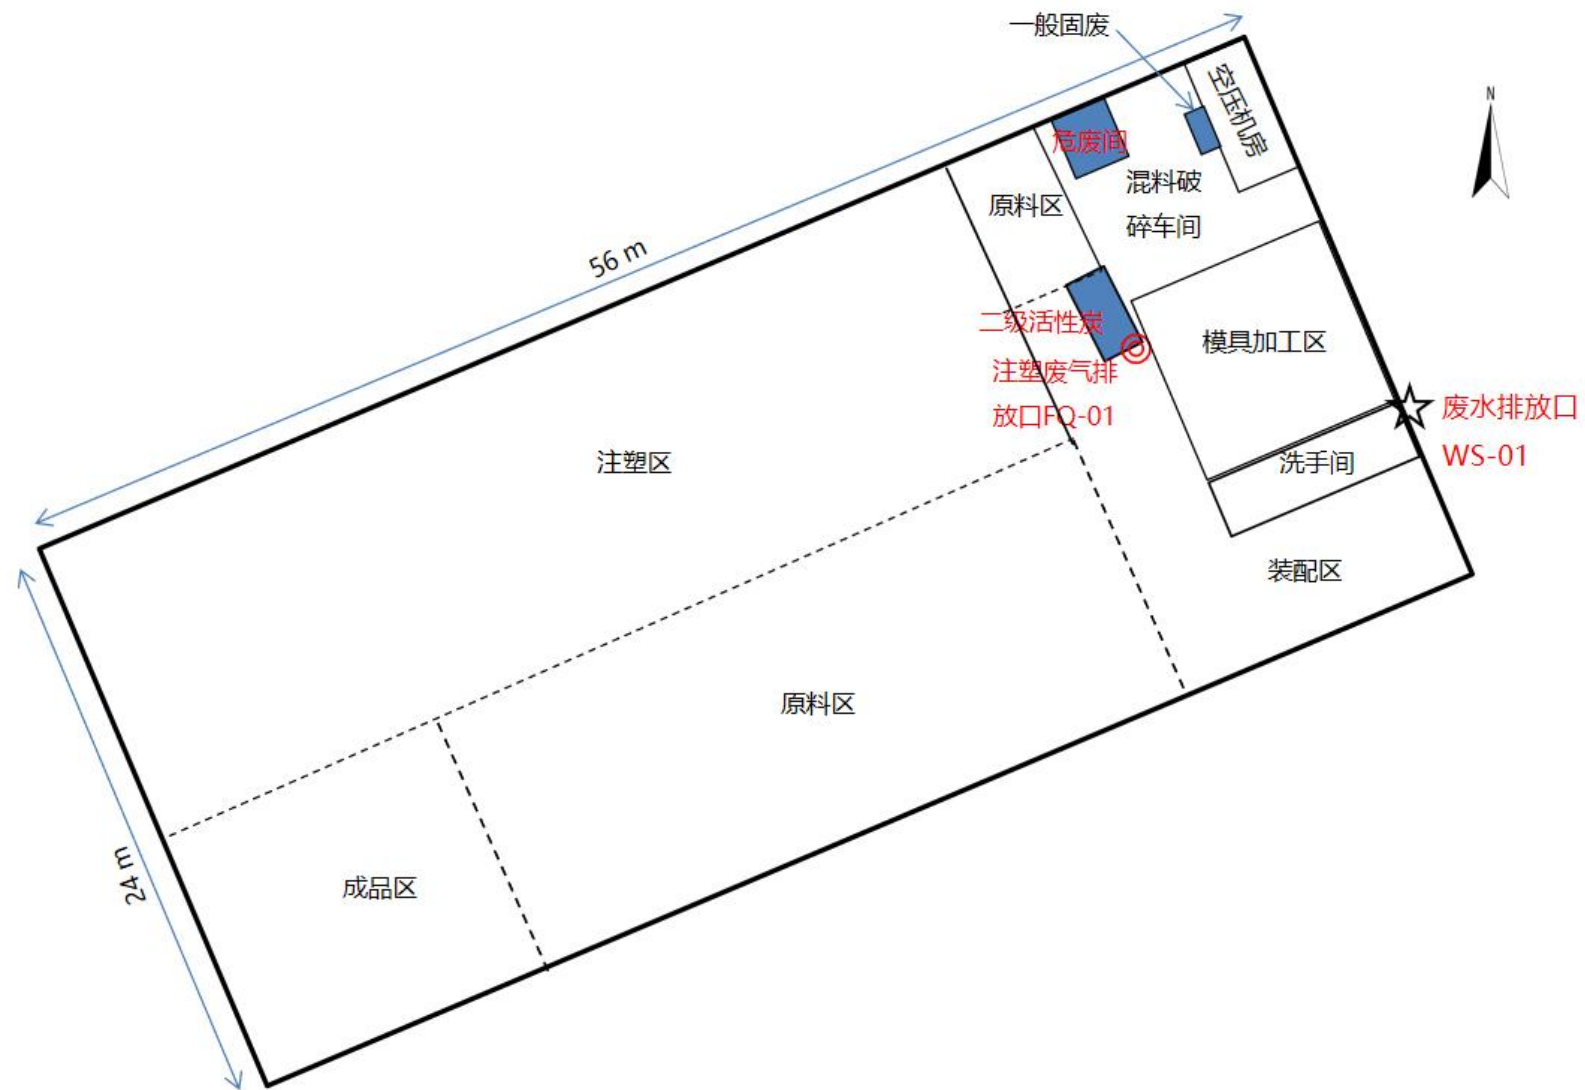 一般固废
空压机房
N
危废间
混料破
碎车间
原料区
56 m
二级活性炭
注塑废气排
放口FQ-01
模具加工区
废水排放口
WS-01
注塑区
洗手间
装配区
原料区
24 m
成品区